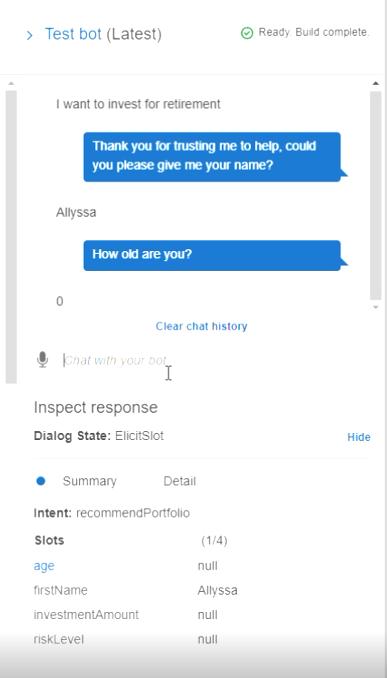 Test bot (Latest)
Ready. Build complete.
I want to invest for retirement
Thank you for trusting me to help, could
you please give me your name?
Allyssa
How old are you?
0
Clear chat history
Chat with your bot...
Inspect response
Dialog State: ElicitSlot
Hide
Summary Detail
Intent: recommendPortfolio
Slots (1/4)
age null
firstName Allyssa
investmentAmount null
riskLevel null